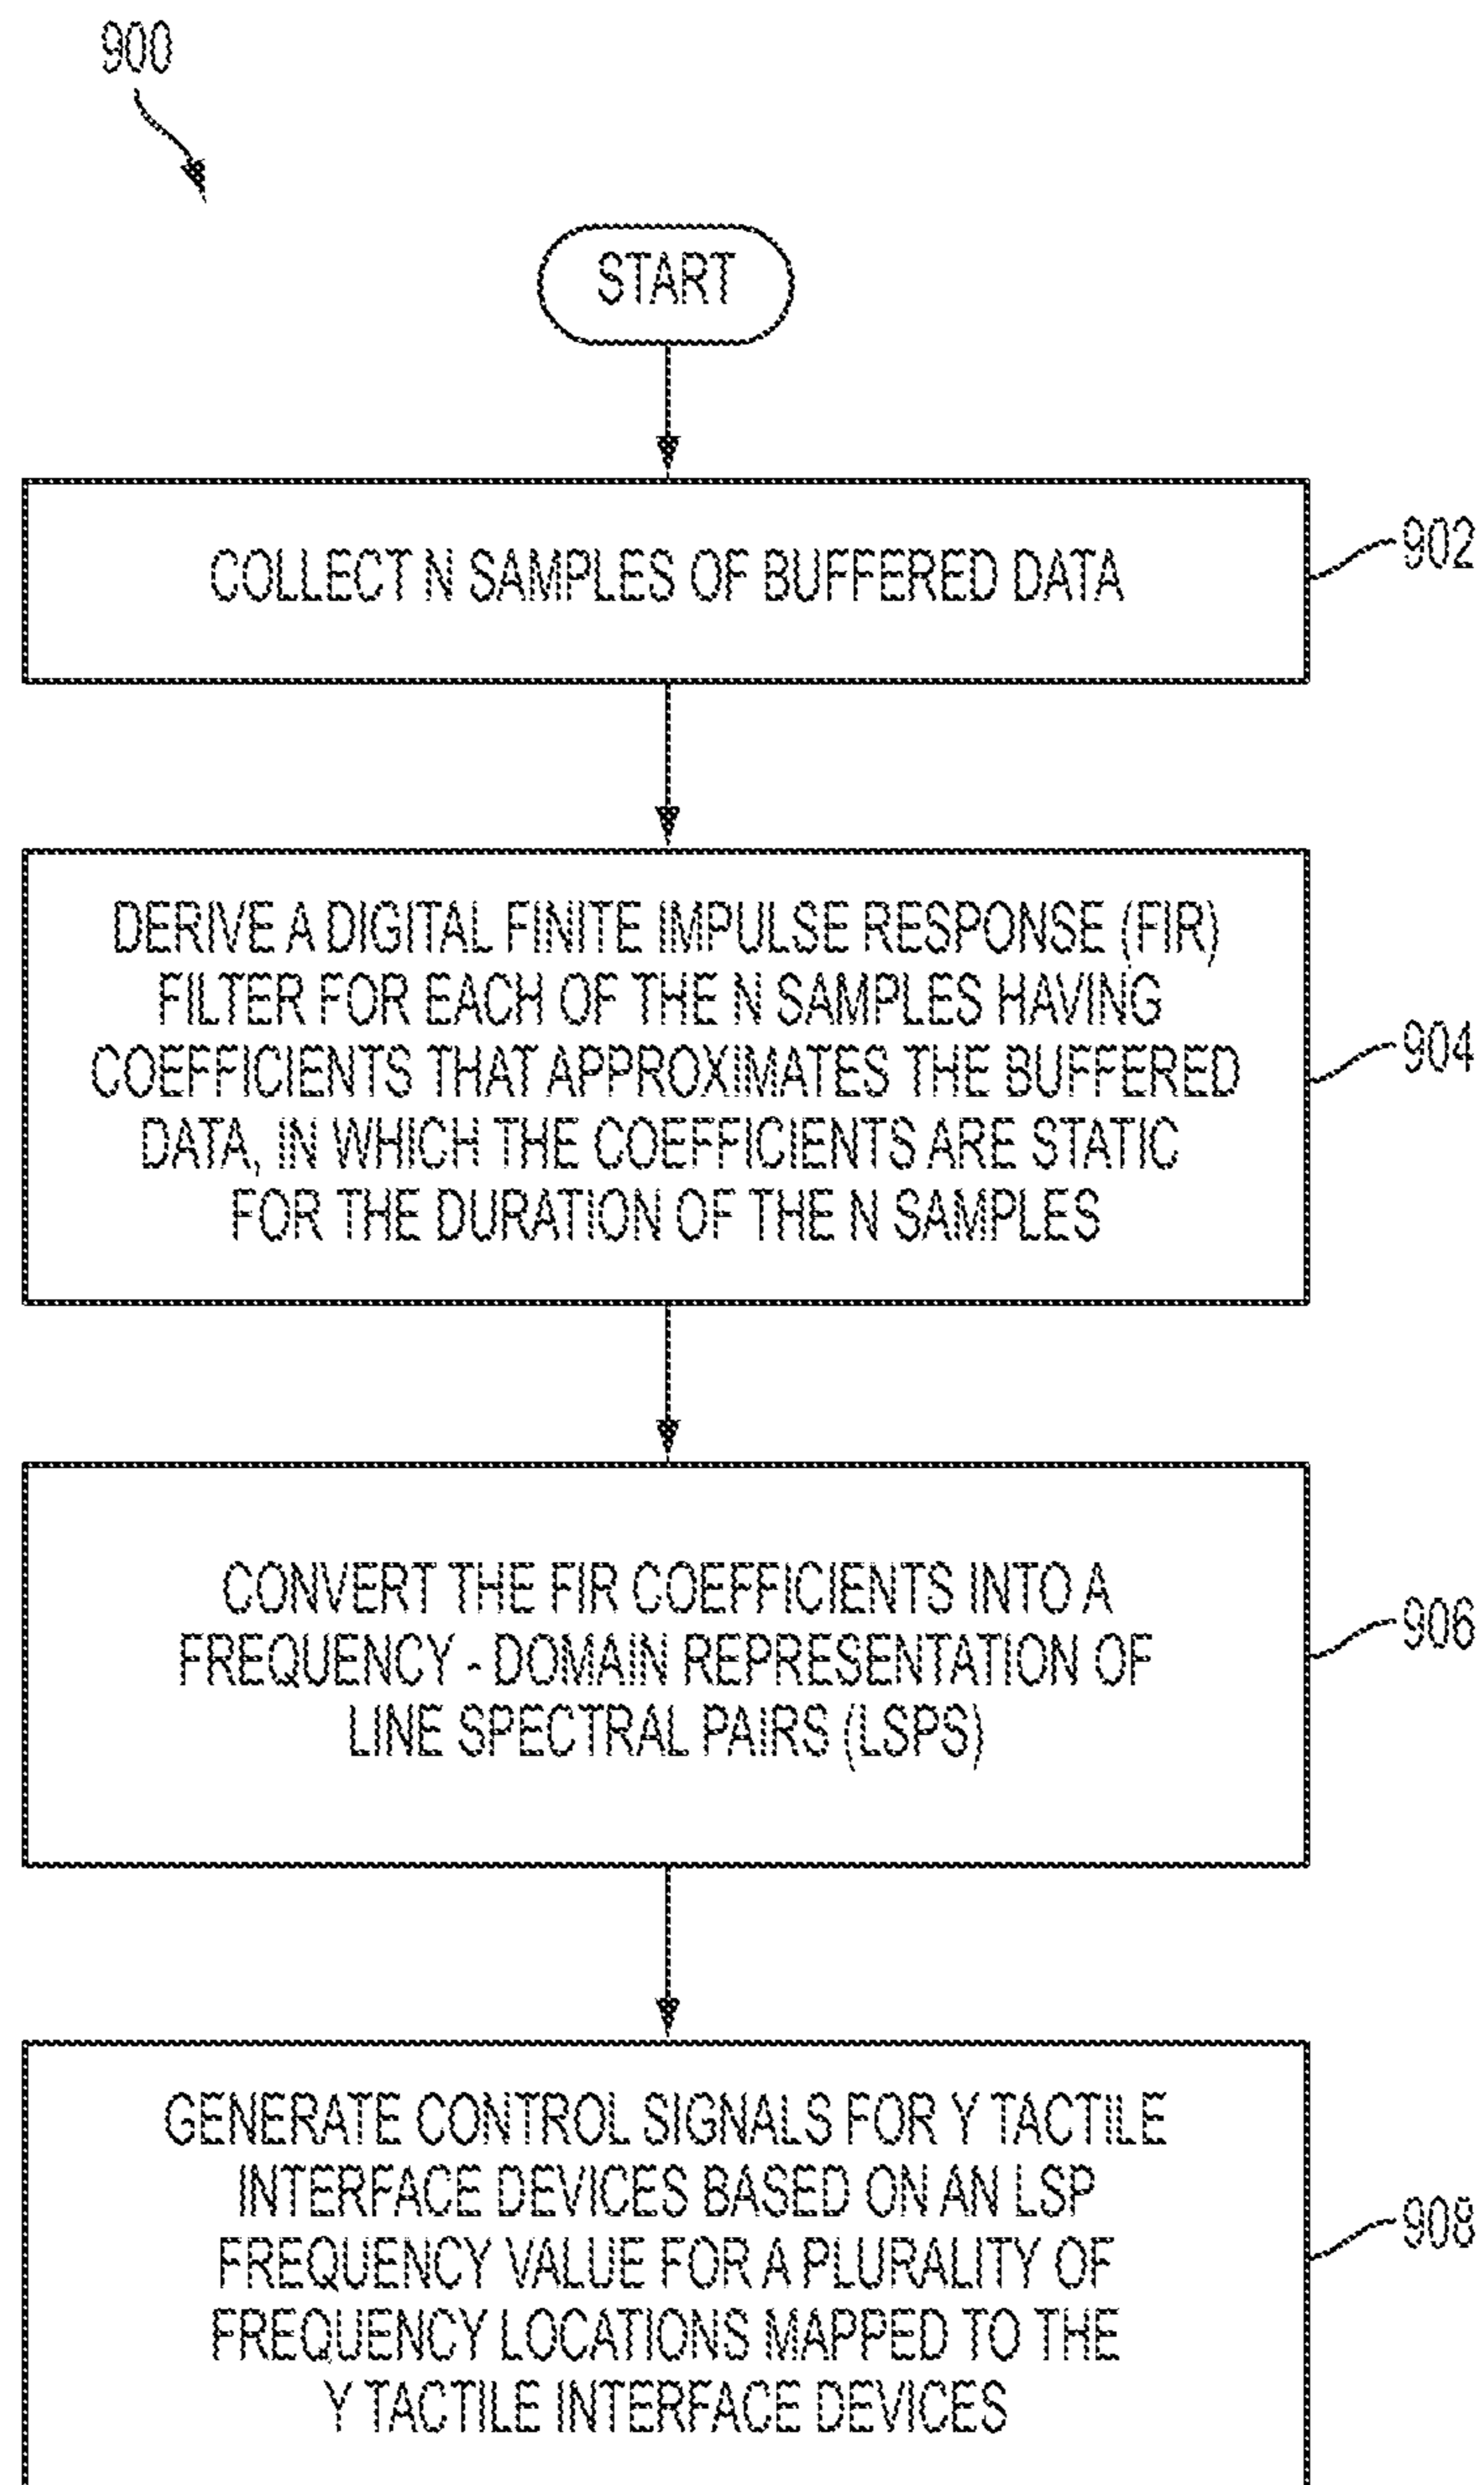 900
START
COLLECT N SAMPLES OF BUFFERED DATA
902
DERIVE A DIGITAL FINITE IMPULSE RESPONSE (FIR)
FILTER FOR EACH OF THE N SAMPLES HAVING
COEFFICIENTS THAT APPROXIMATES THE BUFFERED
DATA, IN WHICH THE COEFFICIENTS ARE STATIC
FOR THE DURATION OF THE N SAMPLES
904
CONVERT THE FIR COEFFICIENTS INTO A
FREQUENCY - DOMAIN REPRESENTATION OF
LINE SPECTRAL PAIRS (LSPS)
906
GENERATE CONTROL SIGNALS FOR Y TACTILE
INTERFACE DEVICES BASED ON AN LSP
FREQUENCY VALUE FOR A PLURALITY OF
FREQUENCY LOCATIONS MAPPED TO THE
Y TACTILE INTERFACE DEVICES
908